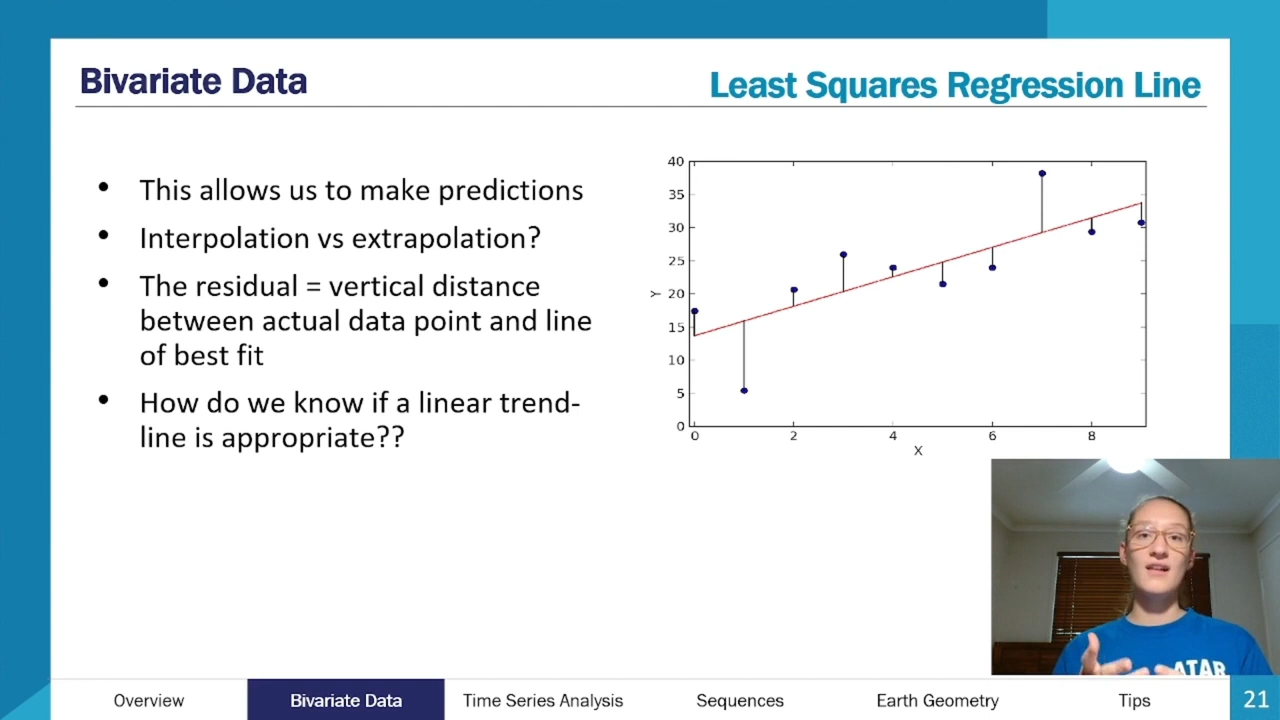 Bivariate Data
Least Squares Regression Line
• This allows us to make predictions
• Interpolation vs extrapolation?
• The residual = vertical distance
between actual data point and line
of best fit
• How do we know if a linear trend-
line is appropriate??
40
35
30
25
20
15
10
5
0
Y
0 2 4 6 8
X
ATAR
Overview
Bivariate Data
Time Series Analysis
Sequences
Earth Geometry
Tips
21